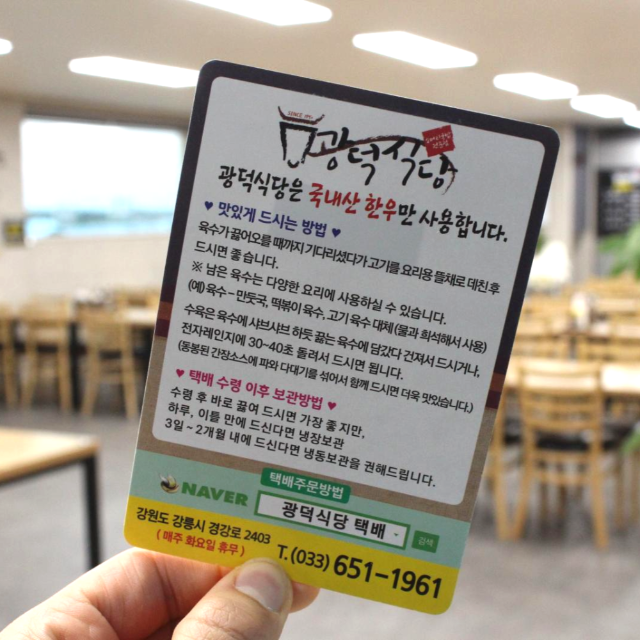 광덕식당
광덕식당은 국내산 한우만 사용합니다.
♥ 맛있게 드시는 방법 ♥
육수가 끓어오를 때까지 기다리셨다가 고기를 요리용 뜰채로 데친 후
드시면 좋습니다.
※ 남은 육수는 다양한 요리에 사용하실 수 있습니다.
(예) 육수 - 만둣국, 떡볶이 육수, 고기 육수 대체 (물과 희석해서 사용)
수육은 육수에 샤브샤브 하듯 끓는 육수에 담갔다 건져서 드시거나,
전자레인지에 30~40초 돌려서 드시면 됩니다.
(동봉된 간장소스에 파와 다대기를 섞어서 함께 드시면 더욱 맛있습니다.)
♥ 택배 수령 이후 보관방법 ♥
수령 후 바로 끓여 드시면 가장 좋지만,
하루, 이틀 만에 드신다면 냉장보관
3일 ~ 2개월 내에 드신다면 냉동보관을 권해드립니다.
택배주문방법
NAVER 광덕식당 택배 검색
강원도 강릉시 경강로 2403
(매주 화요일 휴무)
T. (033) 651-1961